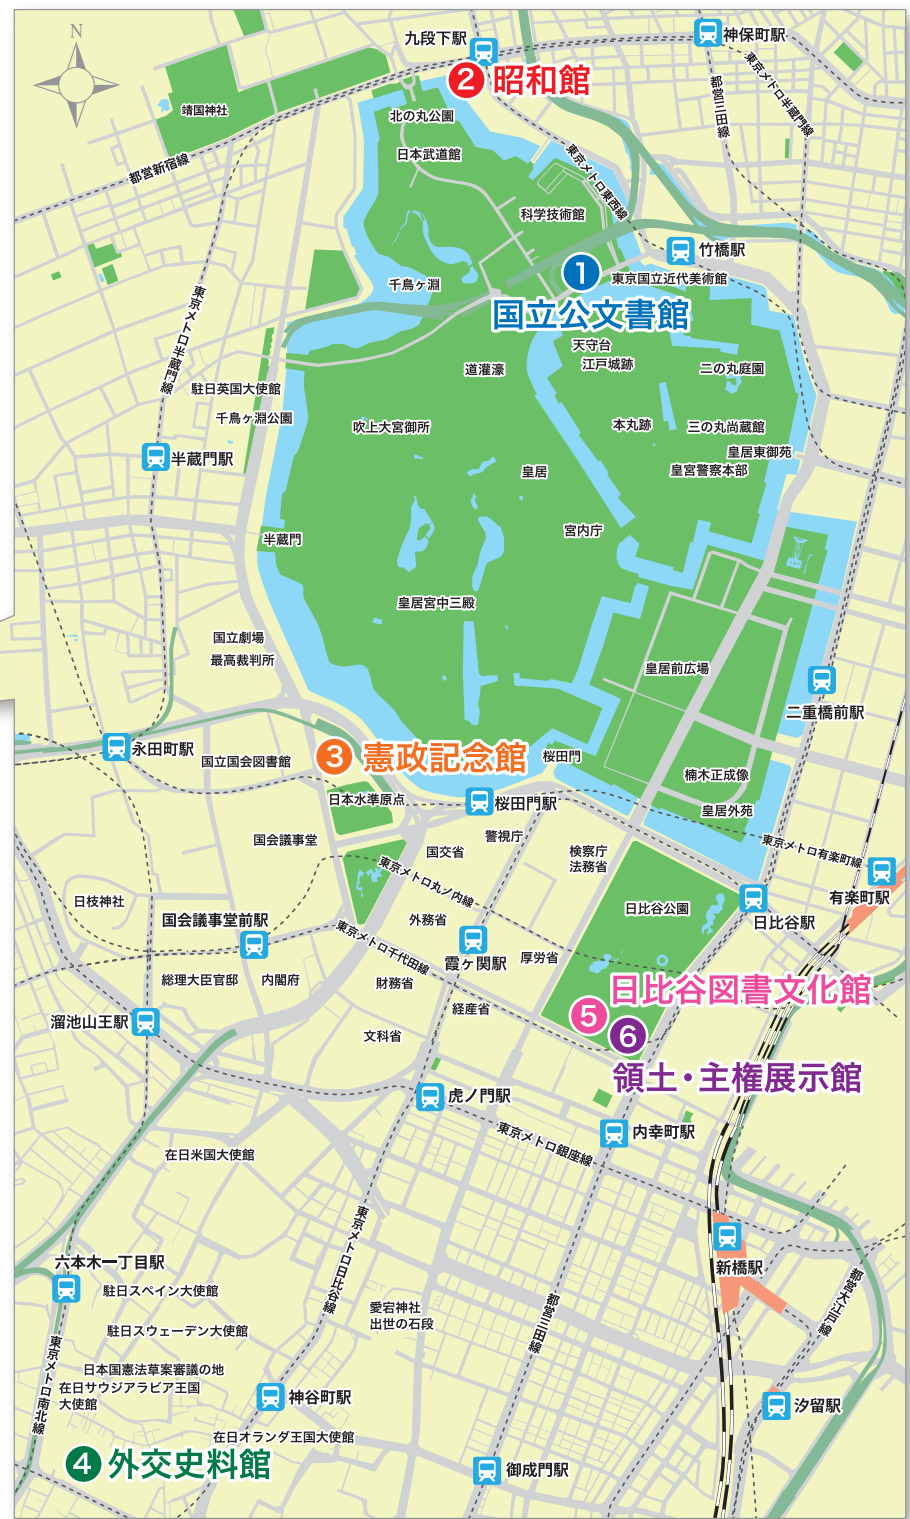 N
九段下駅
神保町駅
❷ 昭和館
東京メトロ半蔵門線
都営三田線
靖国神社
北の丸公園
日本武道館
都営新宿線
東京メトロ東西線
科学技術館
竹橋駅
❶
東京国立近代美術館
千鳥ヶ淵
国立公文書館
天守台
江戸城跡
道灌濠
二の丸庭園
東京メトロ半蔵門線
駐日英国大使館
千鳥ヶ淵公園
吹上大宮御所
本丸跡
三の丸尚蔵館
皇居東御苑
半蔵門駅
皇居
皇宮警察本部
半蔵門
宮内庁
皇居宮中三殿
国立劇場
最高裁判所
皇居前広場
二重橋前駅
永田町駅
国立国会図書館
❸ 憲政記念館
桜田門
楠木正成像
日本水準原点
桜田門駅
皇居外苑
国会議事堂
警視庁
国交省
検察庁
法務省
東京メトロ有楽町線
東京メトロ丸ノ内線
有楽町駅
日枝神社
国会議事堂前駅
外務省
日比谷公園
日比谷駅
東京メトロ千代田線
霞ヶ関駅
厚労省
総理大臣官邸
内閣府
財務省
日比谷図書文化館
❺
溜池山王駅
経産省
文科省
❻
領土・主権展示館
虎ノ門駅
内幸町駅
東京メトロ銀座線
在日米国大使館
東京メトロ日比谷線
六本木一丁目駅
新橋駅
駐日スペイン大使館
都営三田線
都営大江戸線
愛宕神社
出世の石段
駐日スウェーデン大使館
東京メトロ南北線
日本国憲法草案審議の地
在日サウジアラビア王国
大使館
神谷町駅
汐留駅
在日オランダ王国大使館
❹ 外交史料館
御成門駅